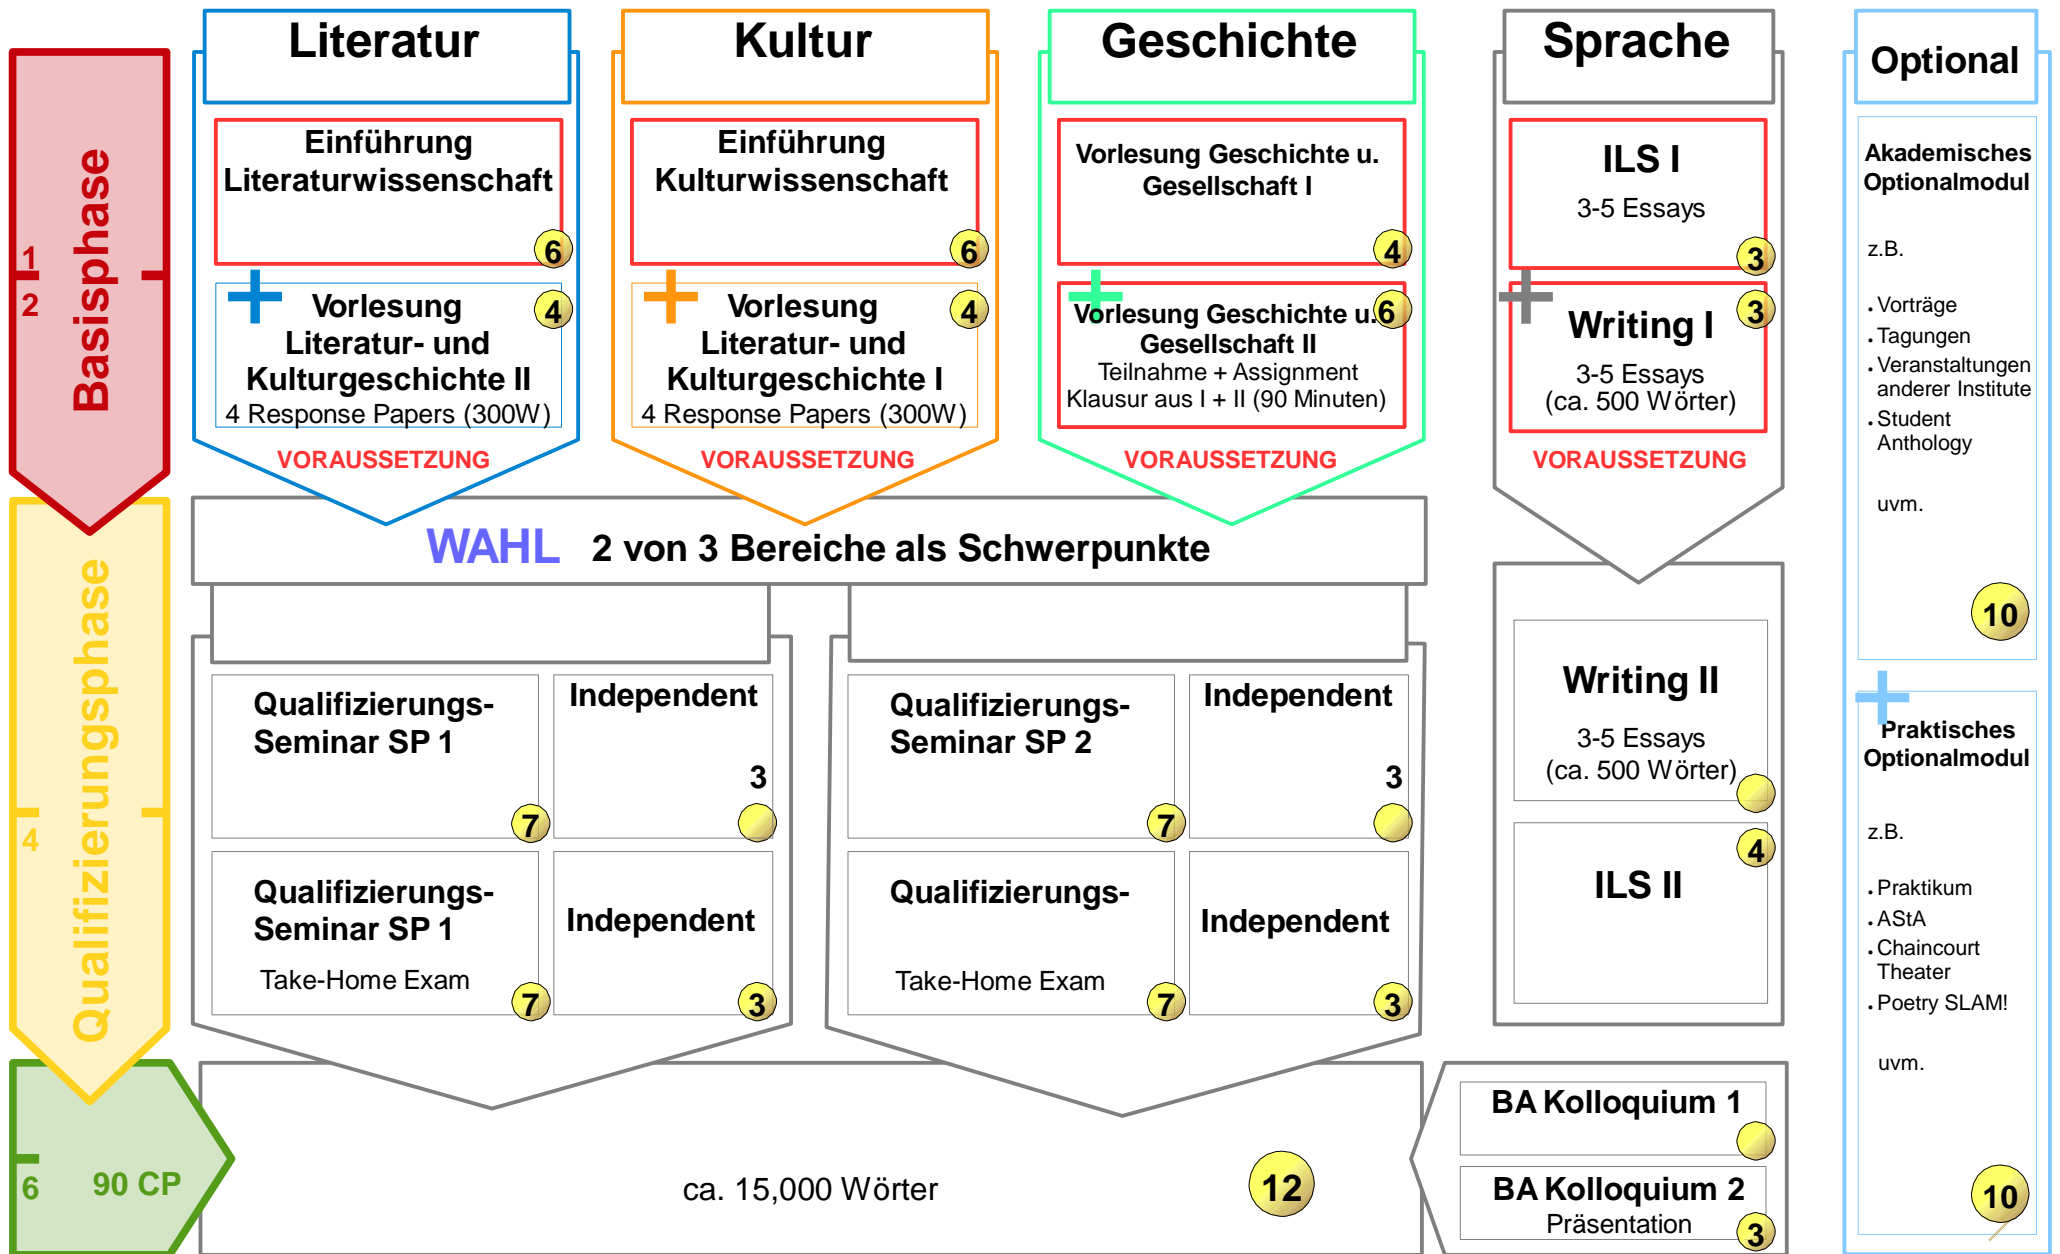 Literatur
Kultur
Geschichte
Sprache
Optional
Basisphase
1
2
Einführung
Literaturwissenschaft
6
Vorlesung
Literatur- und
Kulturgeschichte II
4 Response Papers (300W)
4
VORAUSSETZUNG
Einführung
Kulturwissenschaft
6
Vorlesung
Literatur- und
Kulturgeschichte I
4 Response Papers (300W)
4
VORAUSSETZUNG
Vorlesung Geschichte u.
Gesellschaft I
4
Vorlesung Geschichte u.
Gesellschaft II
Teilnahme + Assignment
Klausur aus I + II (90 Minuten)
6
VORAUSSETZUNG
ILS I
3-5 Essays
3
Writing I
3-5 Essays
(ca. 500 Wörter)
3
VORAUSSETZUNG
Akademisches
Optionalmodul
z.B.
• Vorträge
• Tagungen
• Veranstaltungen
anderer Institute
• Student
Anthology
uvm.
10
WAHL 2 von 3 Bereiche als Schwerpunkte
Qualifizierungsphase
4
Qualifizierungs-
Seminar SP 1
7
Independent
3
Qualifizierungs-
Seminar SP 2
7
Independent
3
Qualifizierungs-
Seminar SP 1
Take-Home Exam
7
Independent
3
Qualifizierungs-
Take-Home Exam
7
Independent
3
Writing II
3-5 Essays
(ca. 500 Wörter)
ILS II
4
Praktisches
Optionalmodul
z.B.
• Praktikum
• AStA
• Chaincourt
Theater
• Poetry SLAM!
uvm.
10
6
90 CP
ca. 15,000 Wörter
12
BA Kolloquium 1
BA Kolloquium 2
Präsentation
3